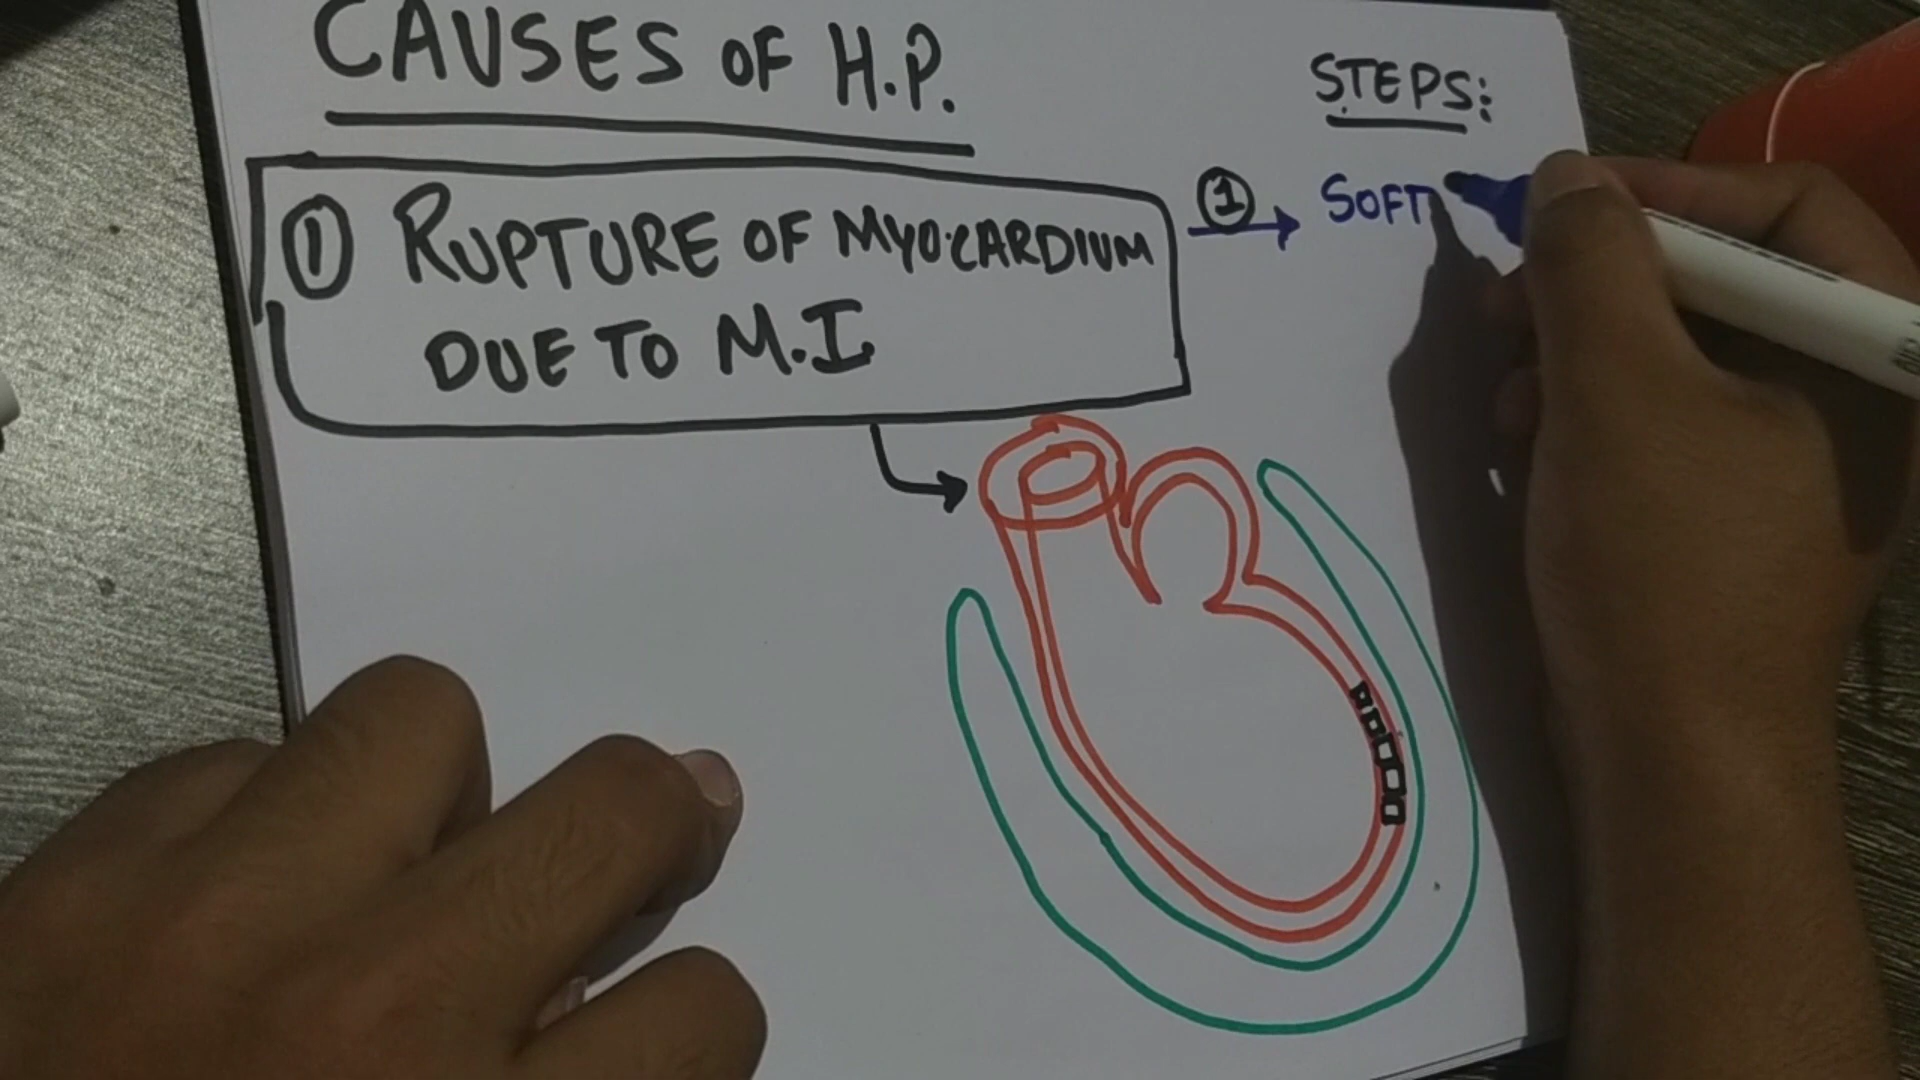 CAUSES OF H.P.
STEPS:
① RUPTURE OF MYOCARDIUM
DUE TO M.I
① → SOFT